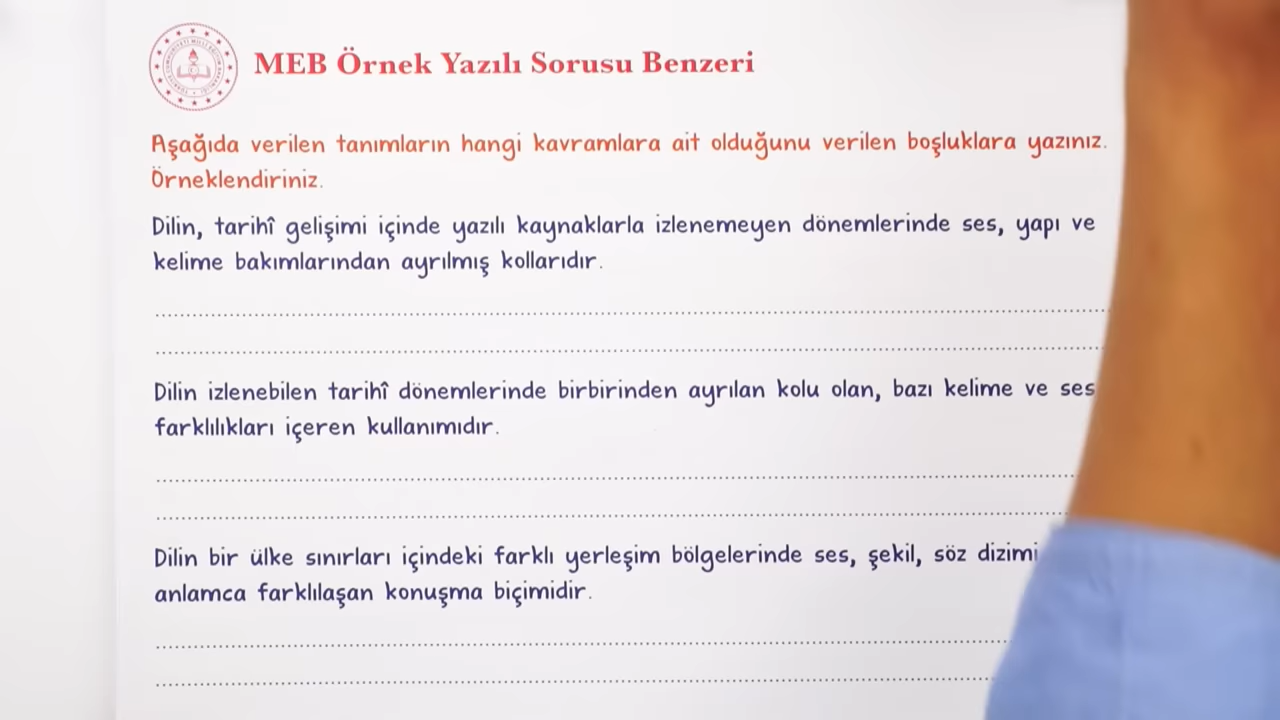 MEB Örnek Yazılı Sorusu Benzeri
Aşağıda verilen tanımların hangi kavramlara ait olduğunu verilen boşluklara yazınız.
Örneklendiriniz.
Dilin, tarihî gelişimi içinde yazılı kaynaklarla izlenemeyen dönemlerinde ses, yapı ve
kelime bakımlarından ayrılmış kollarıdır.
Dilin izlenebilen tarihî dönemlerinde birbirinden ayrılan kolu olan, bazı kelime ve ses
farklılıkları içeren kullanımıdır.
Dilin bir ülke sınırları içindeki farklı yerleşim bölgelerinde ses, şekil, söz dizimi
anlamca farklılaşan konuşma biçimidir.